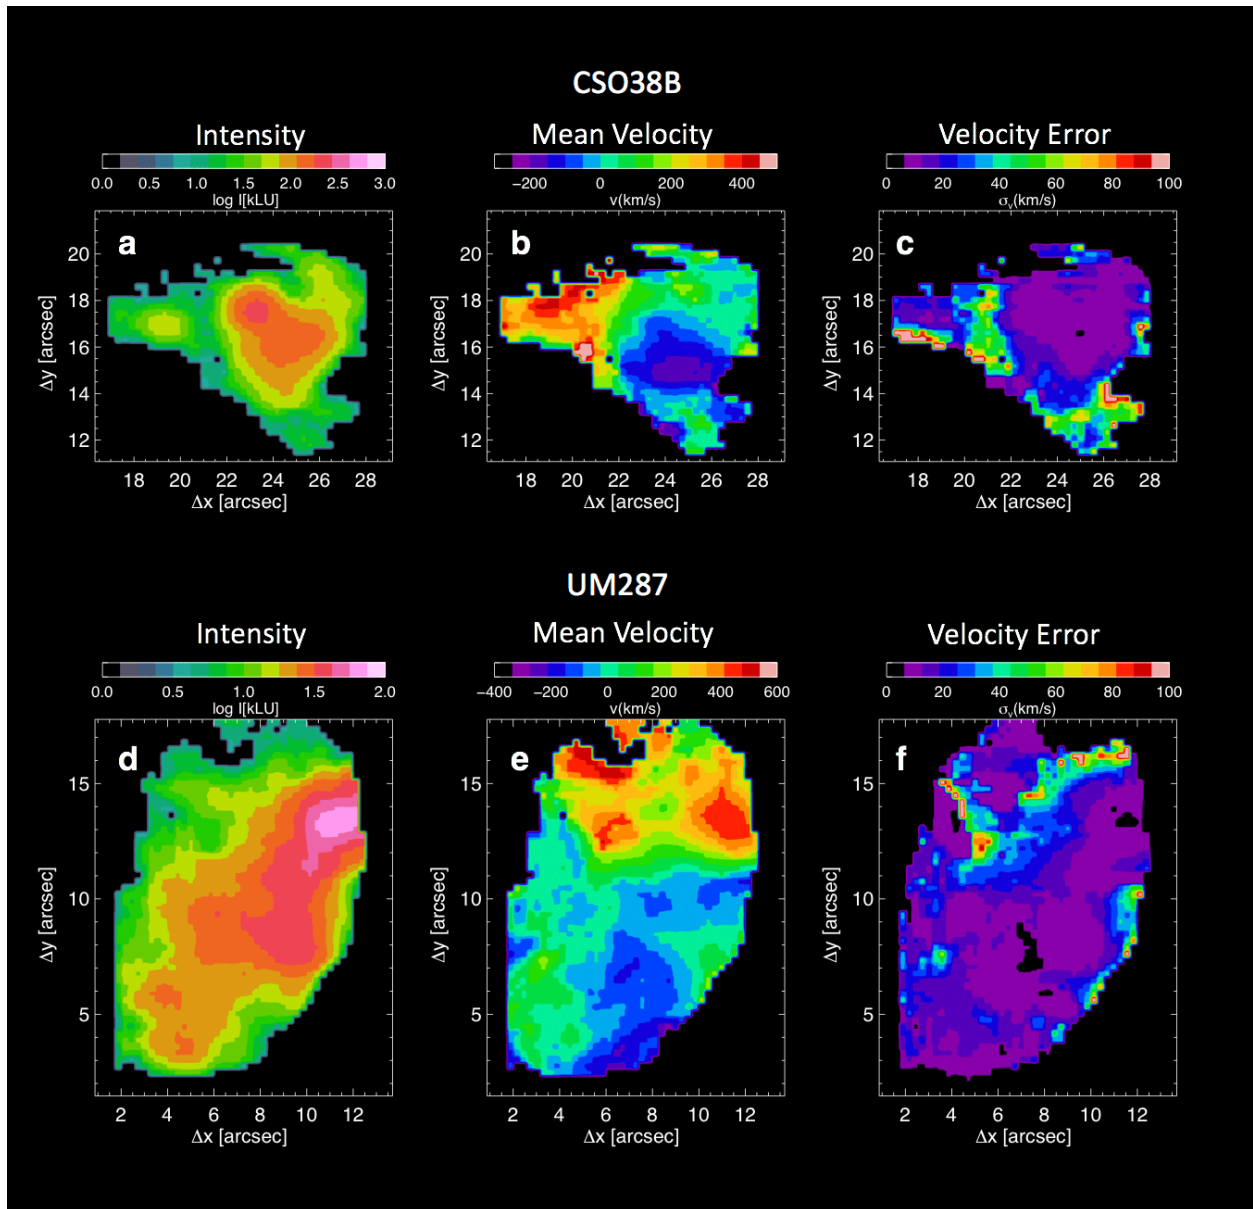 CSO38B
Intensity Mean Velocity Velocity Error
0.0 0.5 1.0 1.5 2.0 2.5 3.0 −200 0 200 400 0 20 40 60 80 100
log I[kLU] v(km/s) σv(km/s)
a b c
20 20 20
18 18 18
16 16 16
14 14 14
12 12 12
Δy [arcsec] Δy [arcsec] Δy [arcsec]
18 20 22 24 26 28 18 20 22 24 26 28 18 20 22 24 26 28
Δx [arcsec] Δx [arcsec] Δx [arcsec]
UM287
Intensity Mean Velocity Velocity Error
0.0 0.5 1.0 1.5 2.0 −400 −200 0 200 400 600 0 20 40 60 80 100
log I[kLU] v(km/s) σv(km/s)
d e f
15 15 15
10 10 10
5 5 5
Δy [arcsec] Δy [arcsec] Δy [arcsec]
2 4 6 8 10 12 2 4 6 8 10 12 2 4 6 8 10 12
Δx [arcsec] Δx [arcsec] Δx [arcsec]